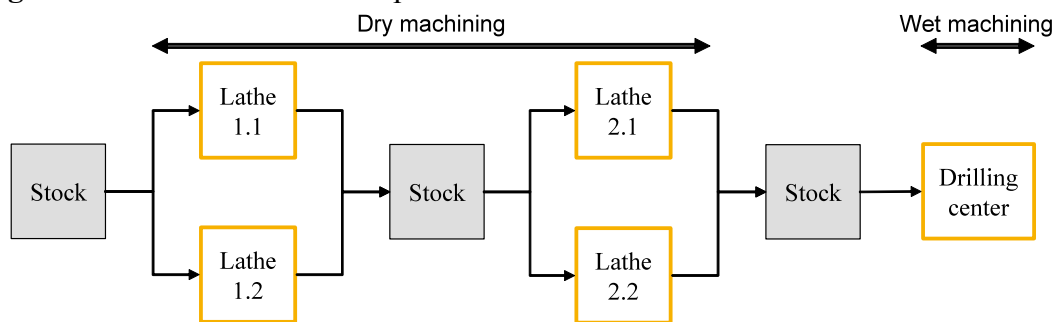 Dry machining
Wet machining
Lathe
1.1
Lathe
2.1
Stock
Stock
Stock
Drilling
center
Lathe
1.2
Lathe
2.2